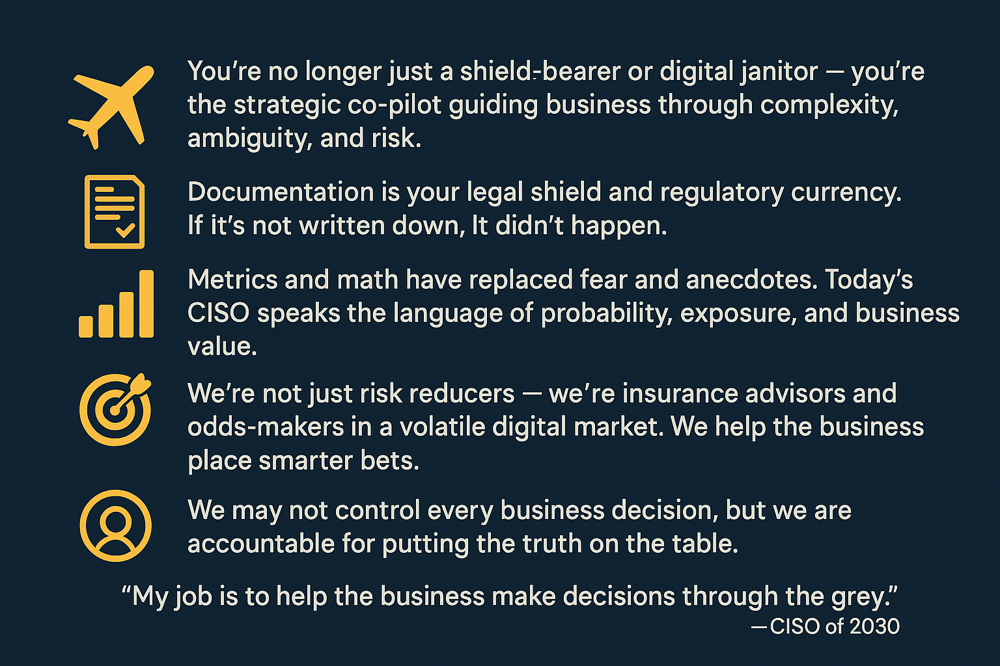 You’re no longer just a shield-bearer or digital janitor — you’re
the strategic co-pilot guiding business through complexity,
ambiguity, and risk.
Documentation is your legal shield and regulatory currency.
If it’s not written down, It didn’t happen.
Metrics and math have replaced fear and anecdotes. Today’s
CISO speaks the language of probability, exposure, and business
value.
We’re not just risk reducers — we’re insurance advisors and
odds-makers in a volatile digital market. We help the business
place smarter bets.
We may not control every business decision, but we are
accountable for putting the truth on the table.
“My job is to help the business make decisions through the grey.”
—CISO of 2030